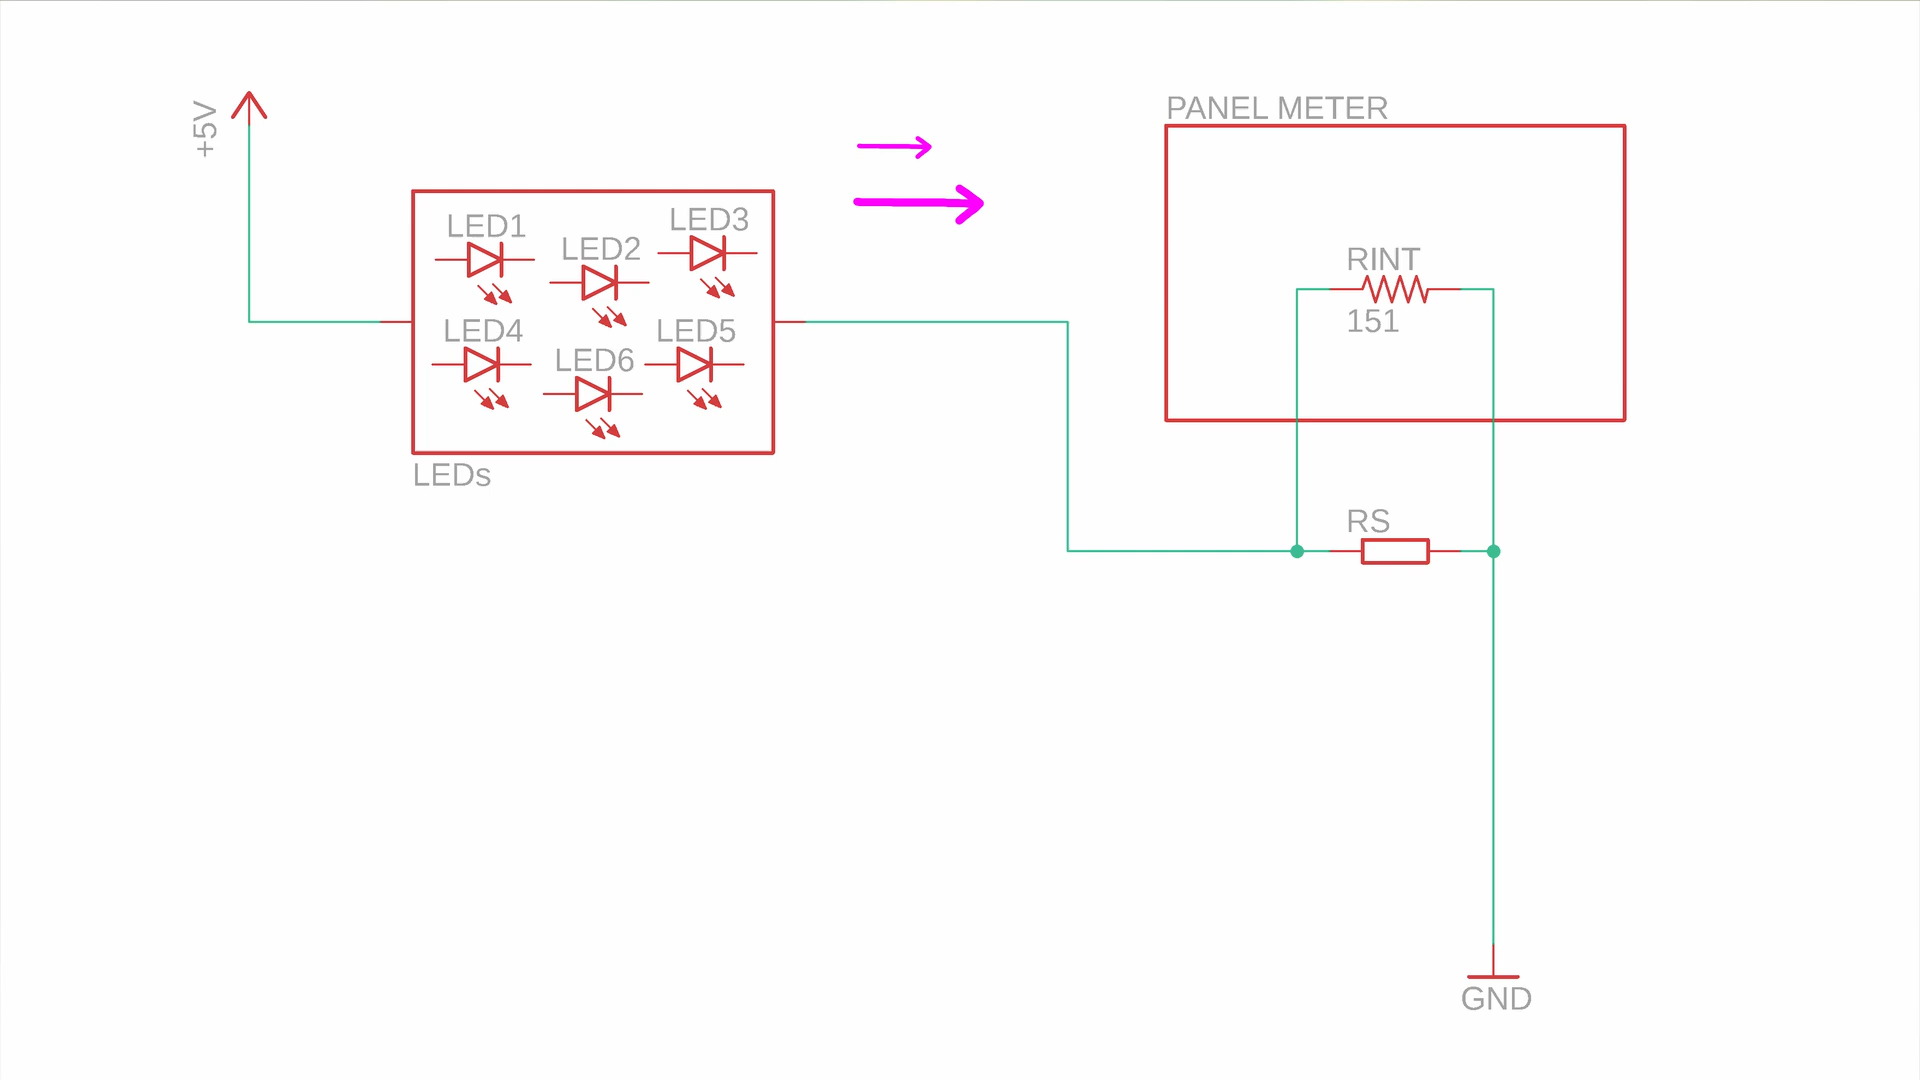 +5V
PANEL METER
LED1
LED2
LED3
RINT
151
LED4
LED6
LED5
LEDs
RS
GND